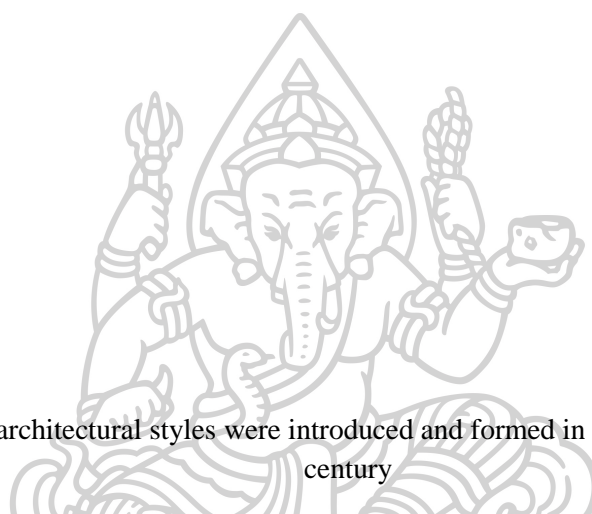 architectural styles were introduced and formed in
century